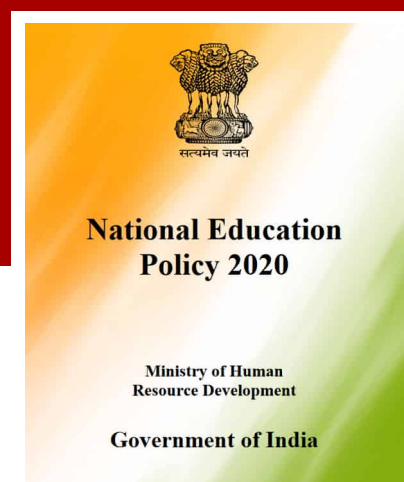 सत्यमेव जयते
National Education
Policy 2020
Ministry of Human
Resource Development
Government of India